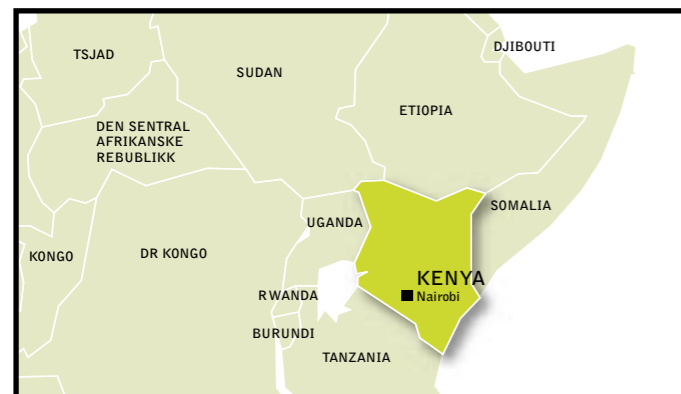 DJIBOUTI
TSJAD
SUDAN
ETIOPIA
DEN SENTRAL
AFRIKANSKE
REBUBLIKK
SOMALIA
UGANDA
KONGO
DR KONGO
KENYA
Nairobi
RWANDA
BURUNDI
TANZANIA